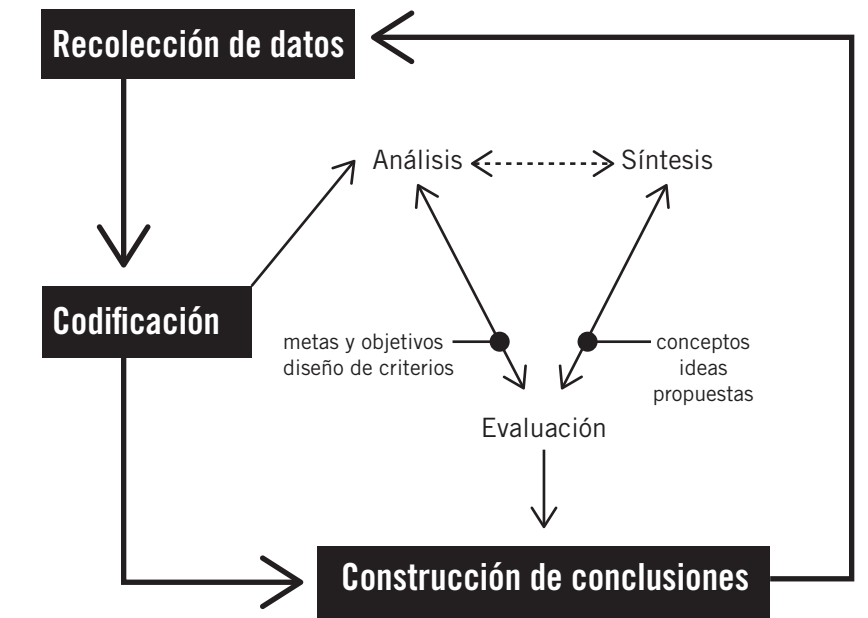 Recolección de datos
Análisis
Síntesis
Codificación
metas y objetivos
diseño de criterios
conceptos
ideas
propuestas
Evaluación
Construcción de conclusiones